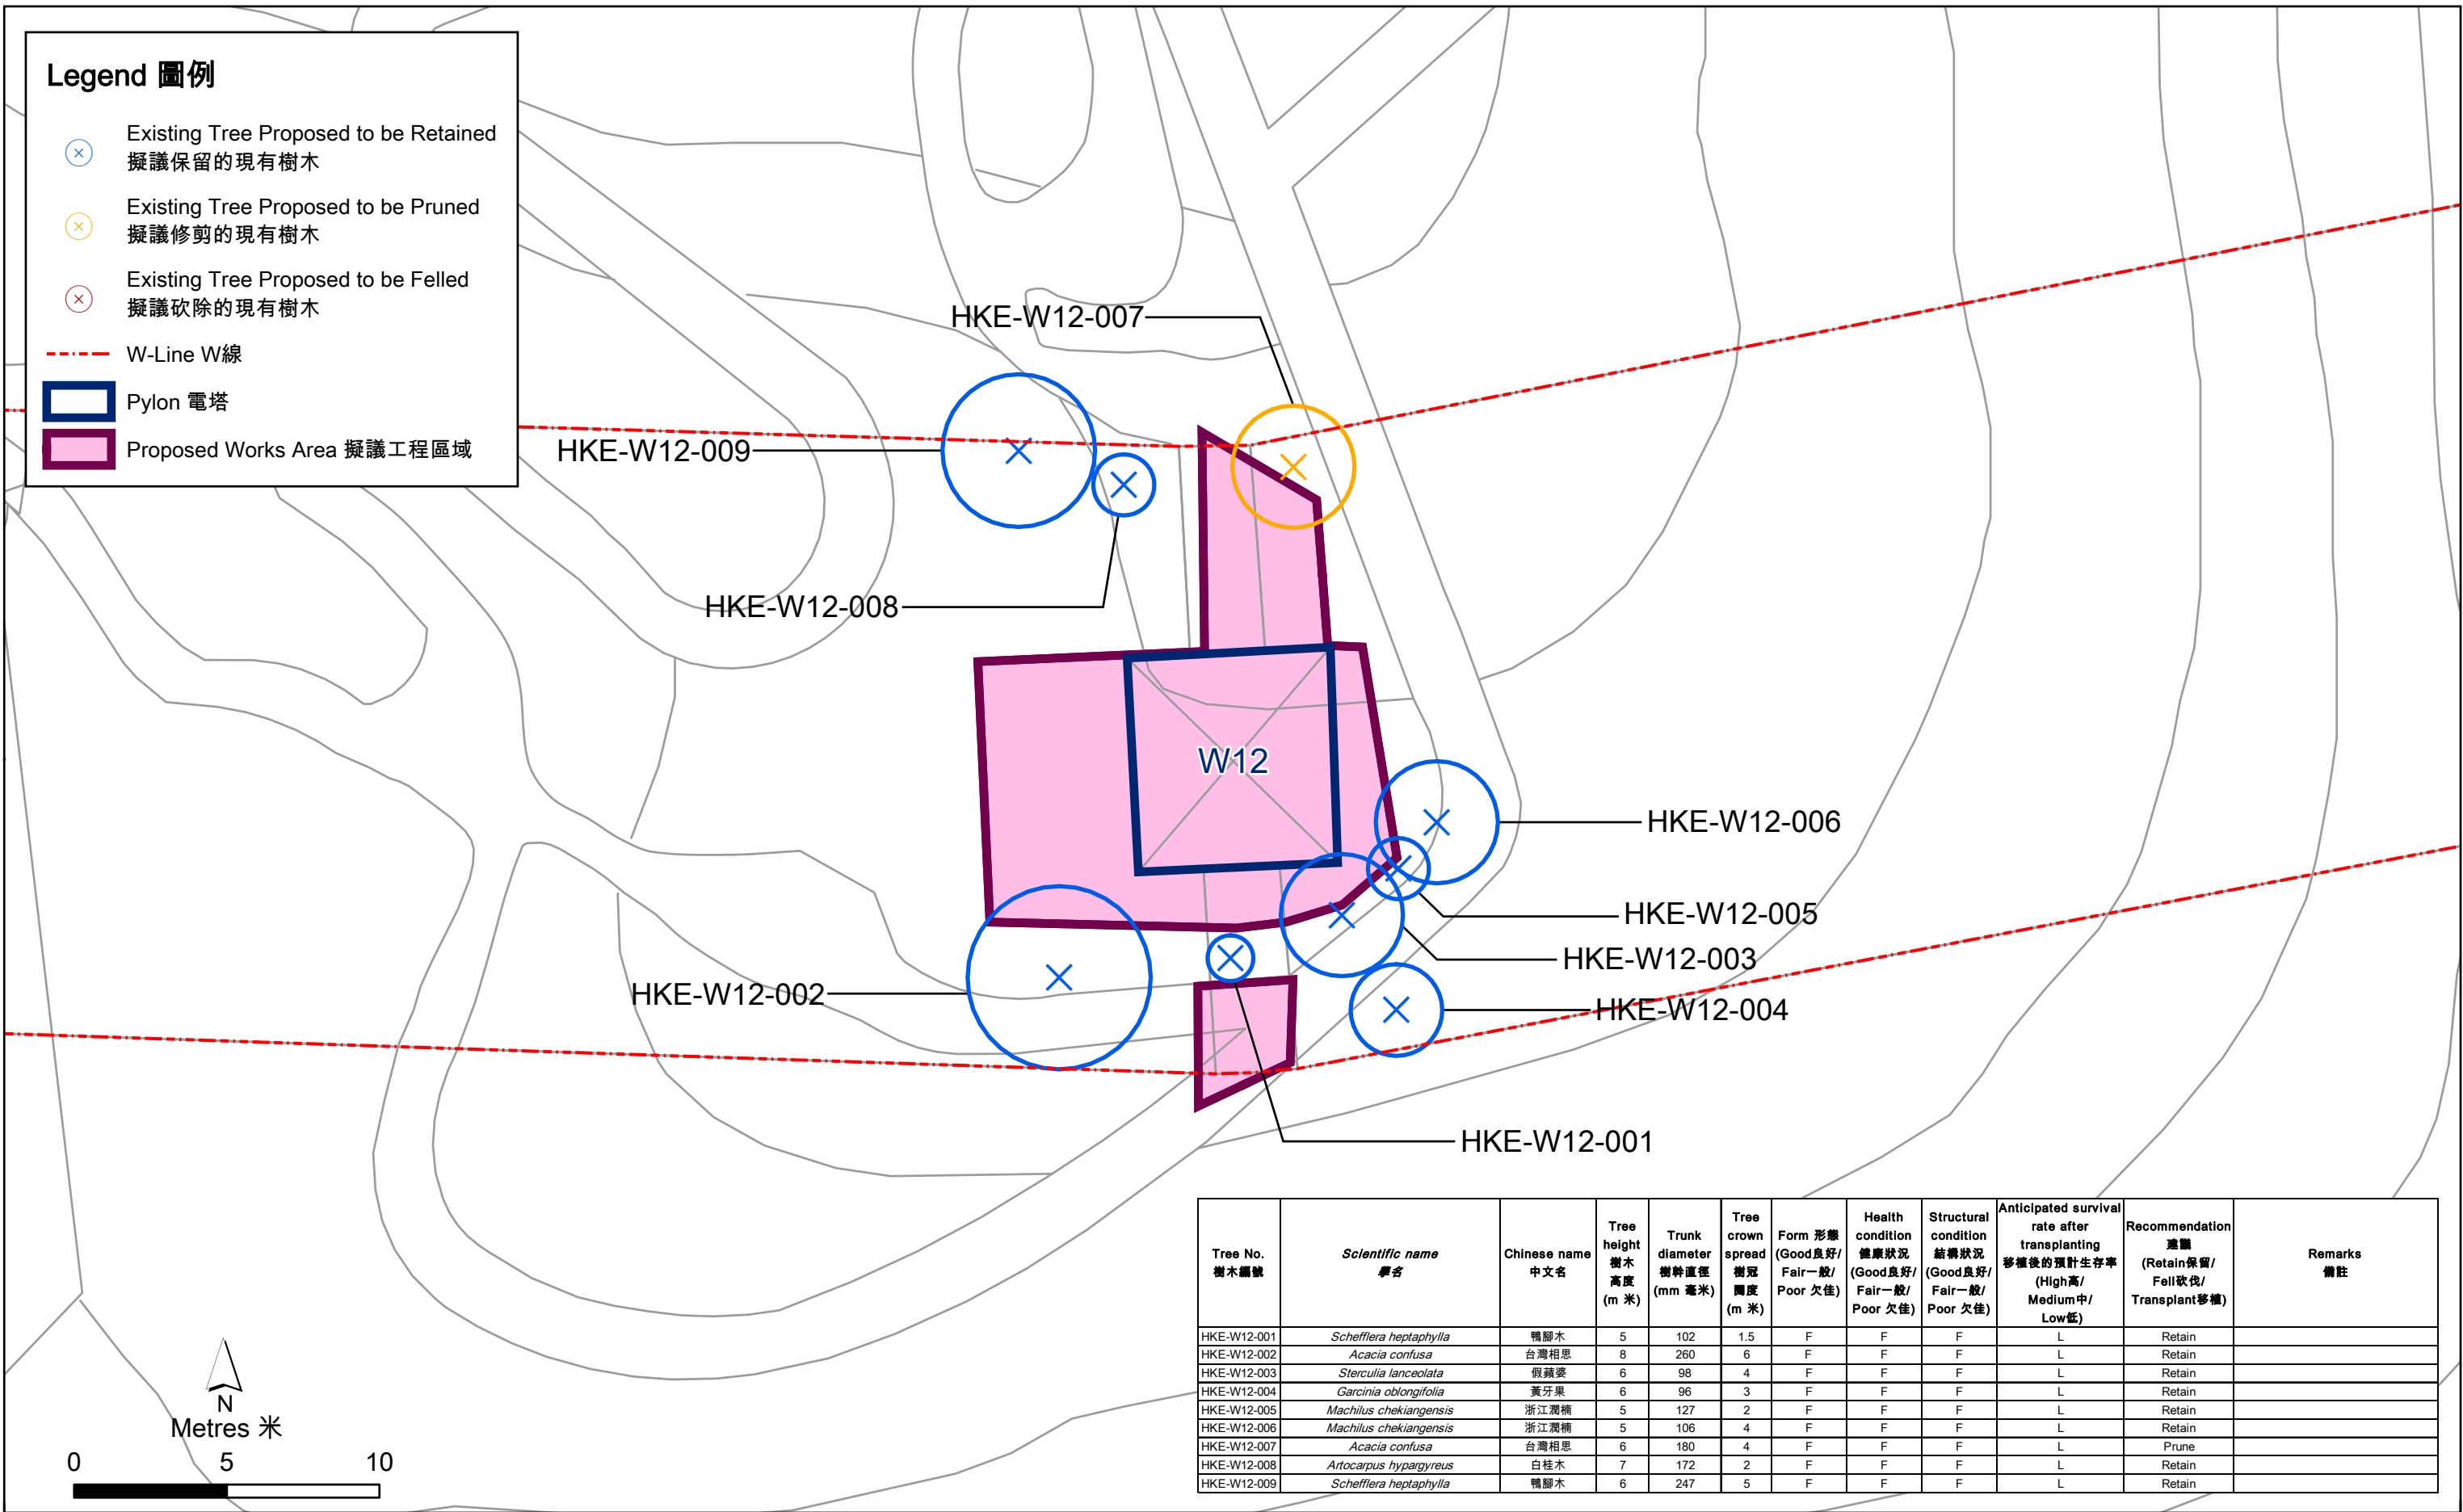 Legend 圖例
Existing Tree Proposed to be Retained
擬議保留的現有樹木
Existing Tree Proposed to be Pruned
擬議修剪的現有樹木
Existing Tree Proposed to be Felled
擬議砍除的現有樹木
W-Line W線
Pylon 電塔
Proposed Works Area 擬議工程區域
HKE-W12-007
HKE-W12-009
HKE-W12-008
W12
HKE-W12-006
HKE-W12-005
HKE-W12-003
HKE-W12-002
HKE-W12-004
HKE-W12-001
N
Metres 米
0 5 10
Tree No.
樹木編號
Scientific name
學名
Chinese name
中文名
Tree
height
樹木
高度
(m 米)
Trunk
diameter
樹幹直徑
(mm 毫米)
Tree
crown
spread
樹冠
闊度
(m 米)
Form 形態
(Good良好/
Fair一般/
Poor 欠佳)
Health
condition
健康狀況
(Good良好/
Fair一般/
Poor 欠佳)
Structural
condition
結構狀況
(Good良好/
Fair一般/
Poor 欠佳)
Anticipated survival
rate after
transplanting
移植後的預計生存率
(High高/
Medium中/
Low低)
Recommendation
建議
(Retain保留/
Fell砍伐/
Transplant移植)
Remarks
備註
HKE-W12-001 Schefflera heptaphylla 鴨腳木 5 102 1.5 F F F L Retain
HKE-W12-002 Acacia confusa 台灣相思 8 260 6 F F F L Retain
HKE-W12-003 Sterculia lanceolata 假蘋婆 6 98 4 F F F L Retain
HKE-W12-004 Garcinia oblongifolia 黃牙果 6 96 3 F F F L Retain
HKE-W12-005 Machilus chekiangensis 浙江潤楠 5 127 2 F F F L Retain
HKE-W12-006 Machilus chekiangensis 浙江潤楠 5 106 4 F F F L Retain
HKE-W12-007 Acacia confusa 台灣相思 6 180 4 F F F L Prune
HKE-W12-008 Artocarpus hypargyreus 白桂木 7 172 2 F F F L Retain
HKE-W12-009 Schefflera heptaphylla 鴨腳木 6 247 5 F F F L Retain